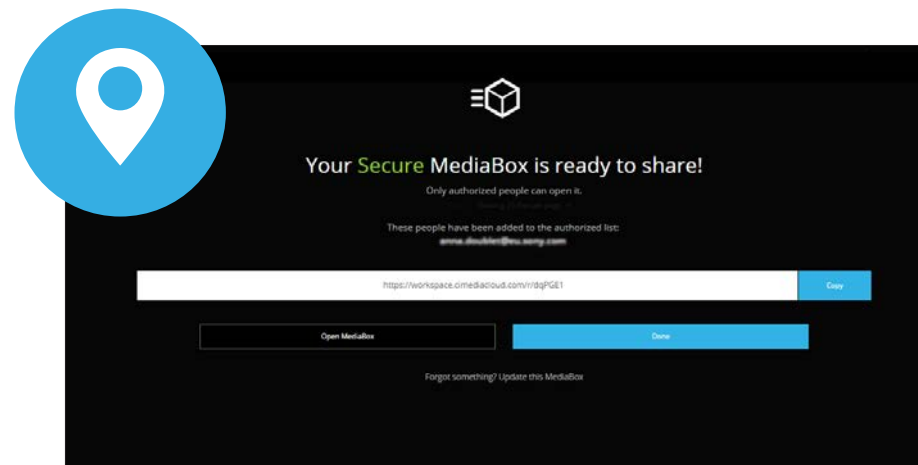 Your Secure MediaBox is ready to share!
Only authorized people can open it.
These people have been added to the authorized list:
https://workspace.cimediacloud.com/r/dqPGE1
Copy
Open MediaBox
Done
Forgot something? Update this MediaBox